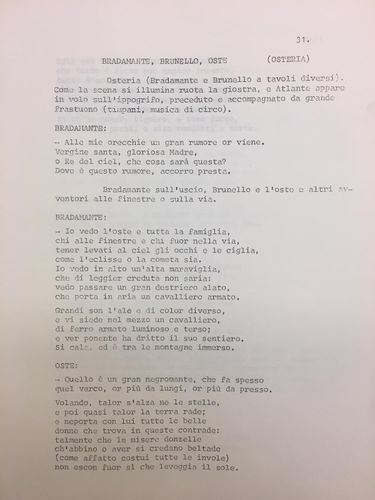 31.
BRADAMANTE, BRUNELLO, OSTE (OSTERIA)
Osteria (Bradamante e Brunello a tavoli diversi).
Come la scena si illumina ruota la giostra, e Atlante appare
in volo sull'ippogrifo, preceduto e accompagnato da grande
frastuono (timpani, musica di circo).
BRADAMANTE:
- Alle mie orecchie un gran rumore or viene.
Vergine santa, gloriosa Madre,
o Re del ciel, che cosa sarà questa?
Dove è questo rumore, accorro presta.
Bradamante sull'uscio, Brunello e l'oste e altri av-
ventori alle finestre o sulla via.
BRADAMANTE:
- Io vedo l'oste e tutta la famiglia,
chi alle finestre e chi fuor nella via,
tener levati al ciel gli occhi e le ciglia,
come l'eclisse o la cometa sia.
Io vedo in alto un'alta maraviglia,
che di leggier creduta non saria:
vedo passare un gran destriero alato,
che porta in aria un cavalliero armato.
Grandi son l'ale e di color diverso,
e vi siede nel mezzo un cavalliero,
di ferro armato luminoso e terso;
e ver ponente ha dritto il suo sentiero.
Si cala, ed è tra le montagne immerso.
OSTE:
- Quello è un gran negromante, che fa spesso
quel varco, or più da lungi, or più da presso.
Volando, talor s'alza ne le stelle,
e poi quasi talor la terra rade;
e neporta con lui tutte le belle
donne che trova in queste contrade:
talmente che le misere donzelle
ch'abbino o aver si credano beltade
(come affatto costui tutte le invole)
non escon fuor sì che leveggia il sole.